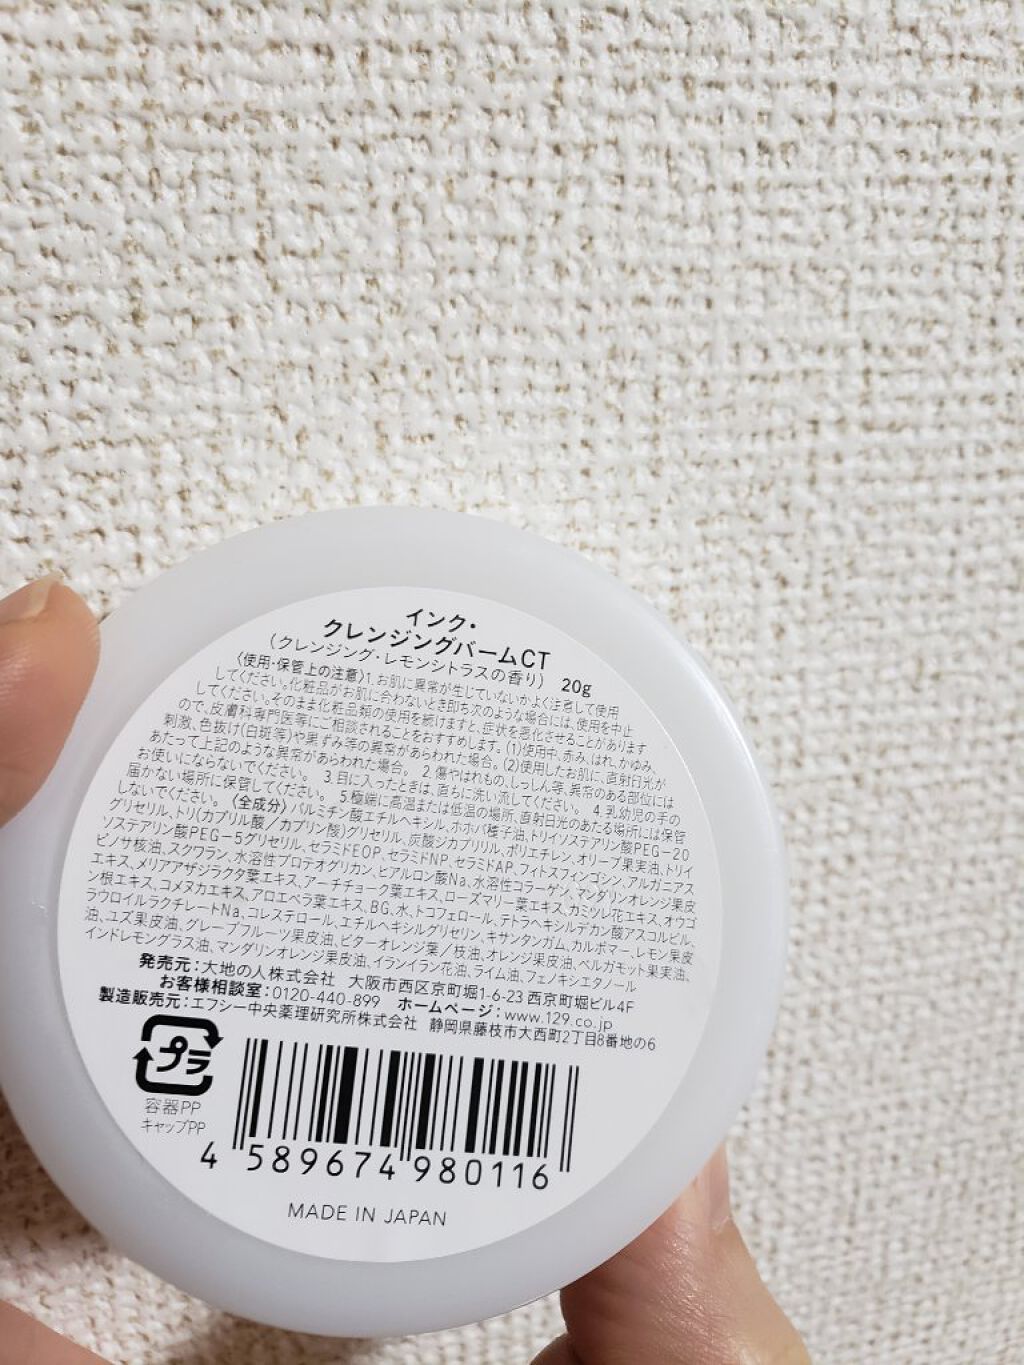 インク・
クレンジングバームCT
(クレンジング・レモンシトラスの香り) 20g
〈使用・保管上の注意〉1.お肌に異常が生じていないかよく注意して使用
してください。化粧品がお肌に合わないとき即ち次のような場合には、使用を中止
してください。そのまま化粧品類の使用を続けますと、症状を悪化させることがあります
ので、皮膚科専門医等にご相談されることをおすすめします。(1)使用中、赤み、はれ、かゆみ、
刺激、色抜け(白斑等)や黒ずみ等の異常があらわれた場合。(2)使用したお肌に、直射日光が
あたって上記のような異常があらわれた場合。 2.傷やはれもの、しっしん等、異常のある部位には
お使いにならないでください。 3.目に入ったときは、直ちに洗い流してください。 4.乳幼児の手の
届かない場所に保管してください。 5.極端に高温または低温の場所、直射日光のあたる場所には保管
しないでください。〈全成分〉パルミチン酸エチルヘキシル、ホホバ種子油、トリイソステアリン酸PEG-20
グリセリル、トリ(カプリル酸/カプリン酸)グリセリル、炭酸ジカプリリル、ポリエチレン、オリーブ果実油、トリイ
ソステアリン酸PEG-5グリセリル、セラミドEOP、セラミドNP、セラミドAP、フィトスフィンゴシン、アルガニアス
ピノサ核油、スクワラン、水溶性プロテオグリカン、ヒアルロン酸Na、水溶性コラーゲン、マンダリンオレンジ果皮
エキス、メリアアザジラクタ葉エキス、アーチチョーク葉エキス、ローズマリー葉エキス、カミツレ花エキス、オウゴ
ン根エキス、コメヌカエキス、アロエベラ葉エキス、BG、水、トコフェロール、テトラヘキシルデカン酸アスコルビル、
ラウロイルラクチレートNa、コレステロール、エチルヘキシルグリセリン、キサンタンガム、カルボマー、レモン果皮
油、ユズ果皮油、グレープフルーツ果皮油、ビターオレンジ葉/枝油、オレンジ果皮油、ベルガモット果実油、
インドレモングラス油、マンダリンオレンジ果皮油、イランイラン花油、ライム油、フェノキシエタノール
発売元：大地の人株式会社 大阪市西区京町堀1-6-23 西京町堀ビル4F
お客様相談室：0120-440-899 ホームページ：www.129.co.jp
製造販売元：エフシー中央薬理研究所株式会社 静岡県藤枝市大西町2丁目8番地の6
プラ
容器PP
キャップPP
4 589674 980116
MADE IN JAPAN